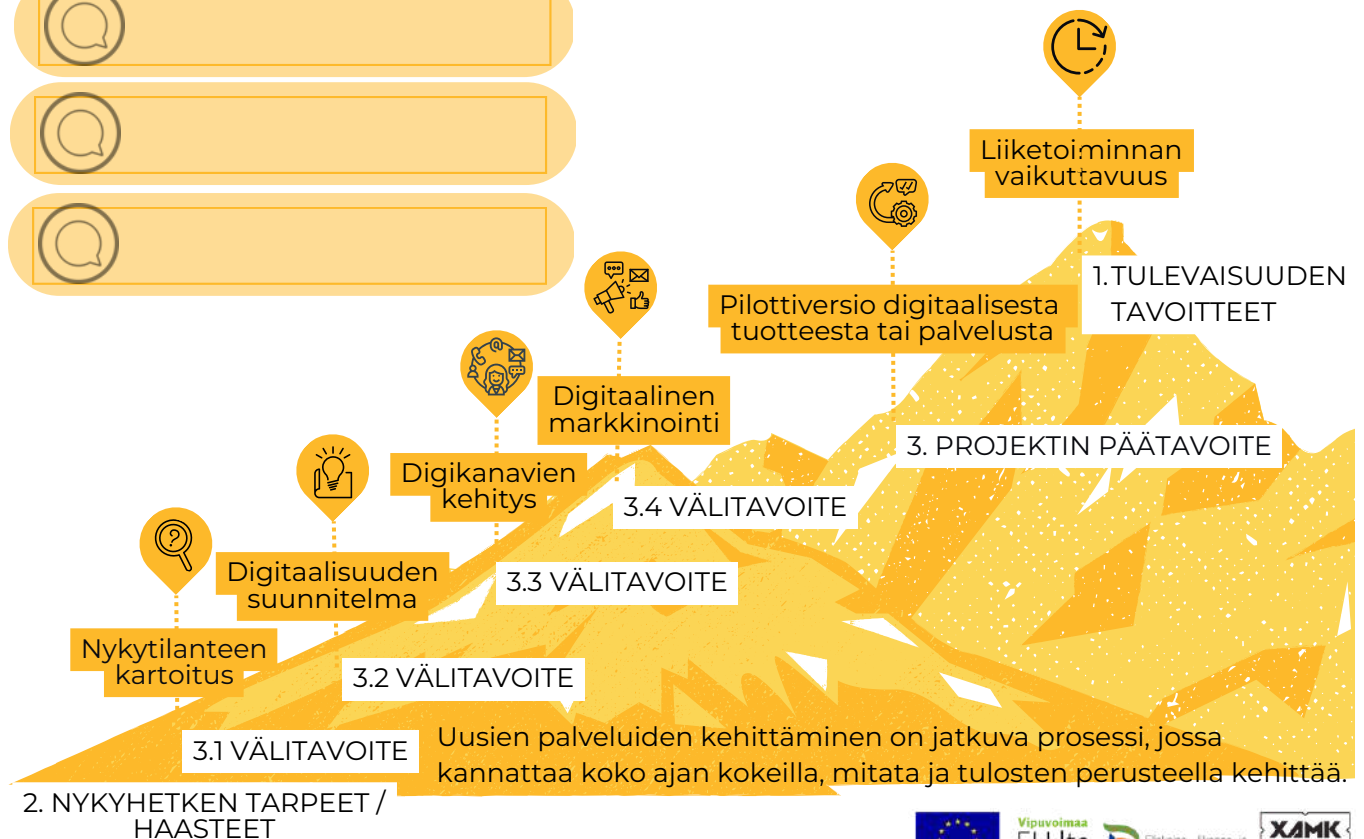 Liiketoiminnan
vaikuttavuus
1. TULEVAISUUDEN
TAVOITTEET
Pilottiversio digitaalisesta
tuotteesta tai palvelusta
3. PROJEKTIN PÄÄTAVOITE
Digitaalinen
markkinointi
3.4 VÄLITAVOITE
Digikanavien
kehitys
3.3 VÄLITAVOITE
Digitaalisuuden
suunnitelma
3.2 VÄLITAVOITE
Nykytilanteen
kartoitus
3.1 VÄLITAVOITE
Uusien palveluiden kehittäminen on jatkuva prosessi, jossa
kannattaa koko ajan kokeilla, mitata ja tulosten perusteella kehittää.
2. NYKYHETKEN TARPEET /
HAASTEET
Vipuvoimaa
XAMK